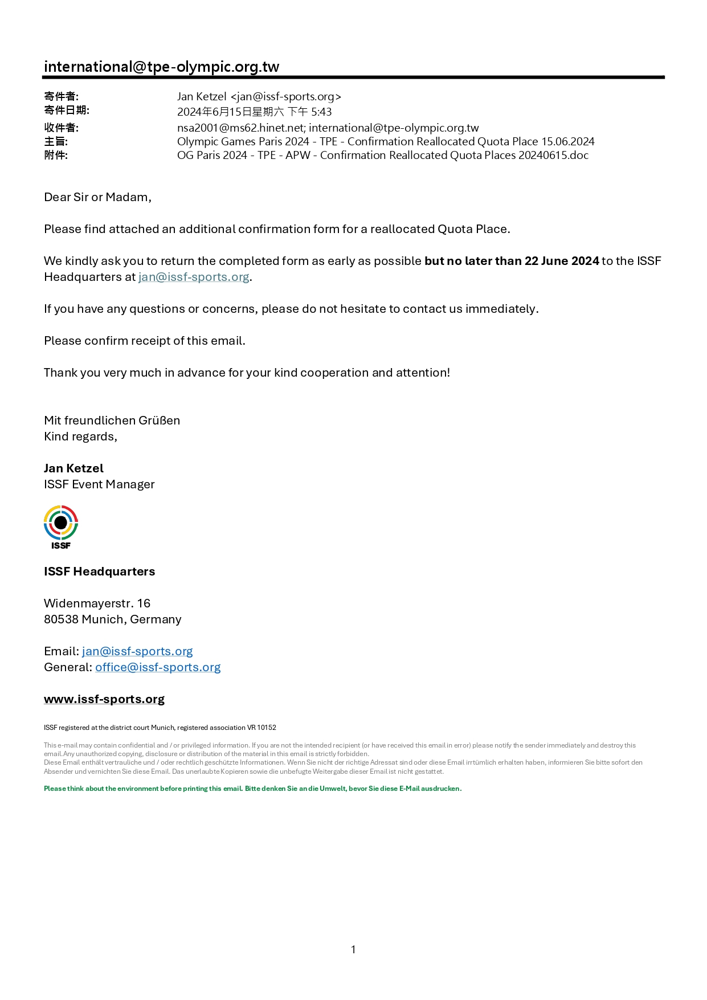 international@tpe-olympic.org.tw
寄件者: Jan Ketzel <jan@issf-sports.org>
寄件日期: 2024年6月15日星期六 下午 5:43
收件者: nsa2001@ms62.hinet.net; international@tpe-olympic.org.tw
主旨: Olympic Games Paris 2024 - TPE - Confirmation Reallocated Quota Place 15.06.2024
附件: OG Paris 2024 - TPE - APW - Confirmation Reallocated Quota Places 20240615.doc
Dear Sir or Madam,
Please find attached an additional confirmation form for a reallocated Quota Place.
We kindly ask you to return the completed form as early as possible but no later than 22 June 2024 to the ISSF
Headquarters at jan@issf-sports.org.
If you have any questions or concerns, please do not hesitate to contact us immediately.
Please confirm receipt of this email.
Thank you very much in advance for your kind cooperation and attention!
Mit freundlichen Grüßen
Kind regards,
Jan Ketzel
ISSF Event Manager
ISSF
ISSF Headquarters
Widenmayerstr. 16
80538 Munich, Germany
Email: jan@issf-sports.org
General: office@issf-sports.org
www.issf-sports.org
ISSF registered at the district court Munich, registered association VR 10152
This e-mail may contain confidential and / or privileged information. If you are not the intended recipient (or have received this email in error) please notify the sender immediately and destroy this
email.Any unauthorized copying, disclosure or distribution of the material in this email is strictly forbidden.
Diese Email enthält vertrauliche und / oder rechtlich geschützte Informationen. Wenn Sie nicht der richtige Adressat sind oder diese Email irrtümlich erhalten haben, informieren Sie bitte sofort den
Absender und vernichten Sie diese Email. Das unerlaubte Kopieren sowie die unbefugte Weitergabe dieser Email ist nicht gestattet.
Please think about the environment before printing this email. Bitte denken Sie an die Umwelt, bevor Sie diese E-Mail ausdrucken.
1